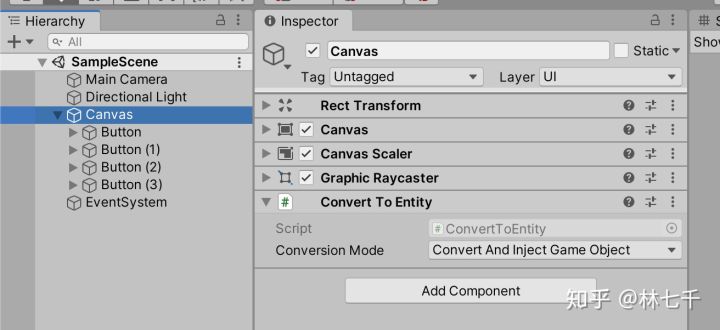 Hierarchy
All
SampleScene
Main Camera
Directional Light
Canvas
Button
Button (1)
Button (2)
Button (3)
EventSystem
Inspector
Canvas
Static
Tag Untagged Layer UI
Rect Transform
Canvas
Canvas Scaler
Graphic Raycaster
# Convert To Entity
Script # ConvertToEntity
Conversion Mode Convert And Inject Game Object
Add Component
# S
Show
知乎 @林七千